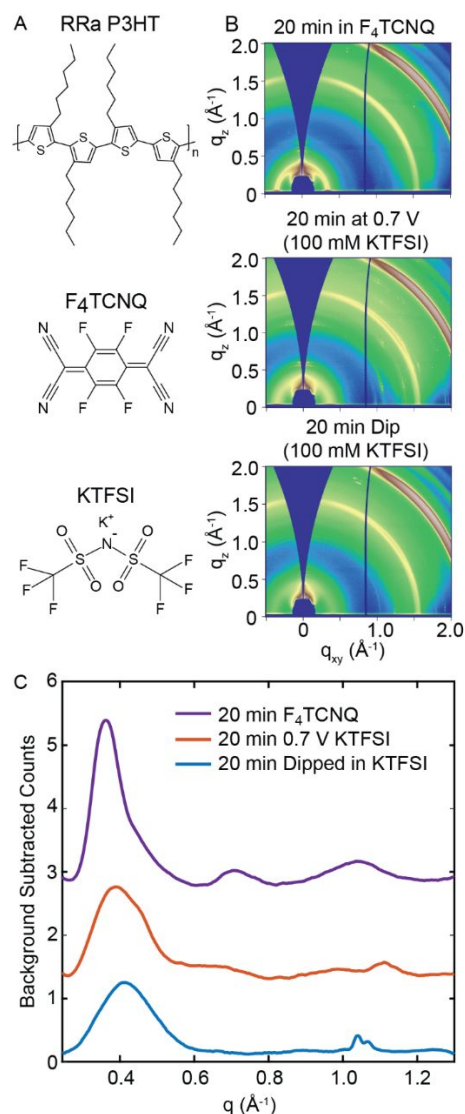 A
RRa P3HT
S
S
S
S
n
F₄TCNQ
N
N
F
F
F
F
N
N
KTFSI
K⁺
O
N⁻
O
S
S
F
O
O
F
F
F
F
F
B
20 min in F₄TCNQ
2.0
1.5
1.0
0.5
0
q_z (Å⁻¹)
20 min at 0.7 V
(100 mM KTFSI)
2.0
1.5
1.0
0.5
0
q_z (Å⁻¹)
20 min Dip
(100 mM KTFSI)
2.0
1.5
1.0
0.5
0
q_z (Å⁻¹)
0
1.0
2.0
q_xy (Å⁻¹)
C
20 min F₄TCNQ
20 min 0.7 V KTFSI
20 min Dipped in KTFSI
6
5
4
3
2
1
0
Background Subtracted Counts
0.4
0.6
0.8
1.0
1.2
q (Å⁻¹)